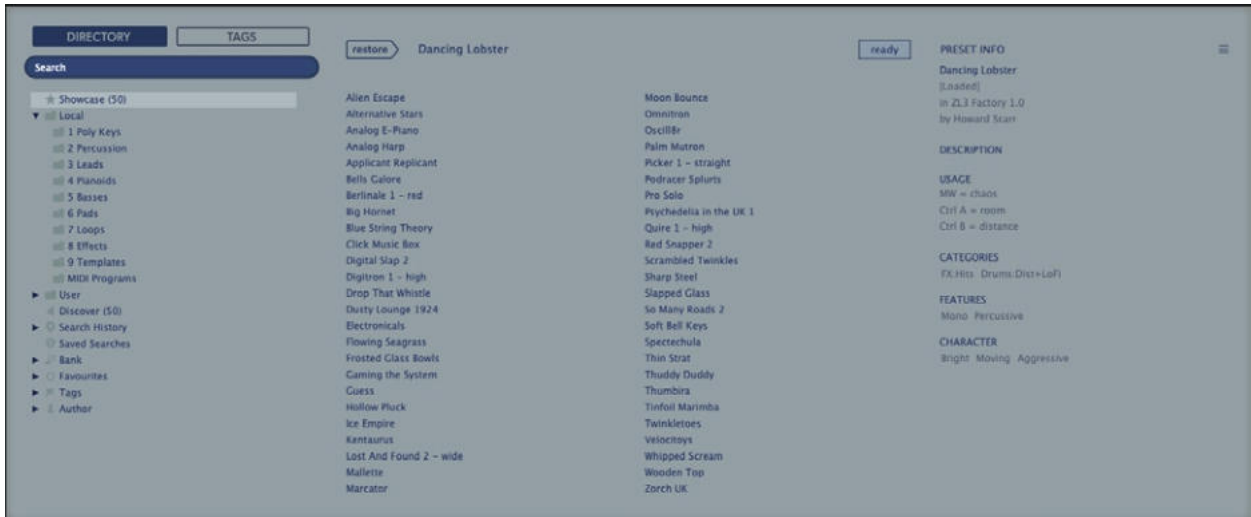 DIRECTORY
TAGS
Search
Showcase (50)
Local
1 Poly Keys
2 Percussion
3 Leads
4 Pianoids
5 Basses
6 Pads
7 Loops
8 Effects
9 Templates
MIDI Programs
User
Discover (50)
Search History
Saved Searches
Bank
Favourites
Tags
Author
restore
Dancing Lobster
ready
Alien Escape
Alternative Stars
Analog E-Piano
Analog Harp
Applicant Replicant
Bells Galore
Berlinale 1 - red
Big Hornet
Blue String Theory
Click Music Box
Digital Slap 2
Digitron 1 - high
Drop That Whistle
Dusty Lounge 1924
Electronicals
Flowing Seagrass
Frosted Glass Bowls
Gaming the System
Guess
Hollow Pluck
Ice Empire
Kentaurus
Lost And Found 2 - wide
Mallette
Marcator
Moon Bounce
Omnitron
Oscill8r
Palm Mutron
Picker 1 - straight
Podracer Splurts
Pro Solo
Psychedelia in the UK 1
Quire 1 - high
Red Snapper 2
Scrambled Twinkles
Sharp Steel
Slapped Glass
So Many Roads 2
Soft Bell Keys
Spectechula
Thin Strat
Thuddy Duddy
Thumbira
Tinfoil Marimba
Twinkletoes
Velocitoys
Whipped Scream
Wooden Top
Zorch UK
PRESET INFO
Dancing Lobster
[Loaded]
in ZL3 Factory 1.0
by Howard Scarr
DESCRIPTION
USAGE
MW = chaos
Ctrl A = room
Ctrl B = distance
CATEGORIES
FX:Hits Drums:Dist+LoFi
FEATURES
Mono Percussive
CHARACTER
Bright Moving Aggressive